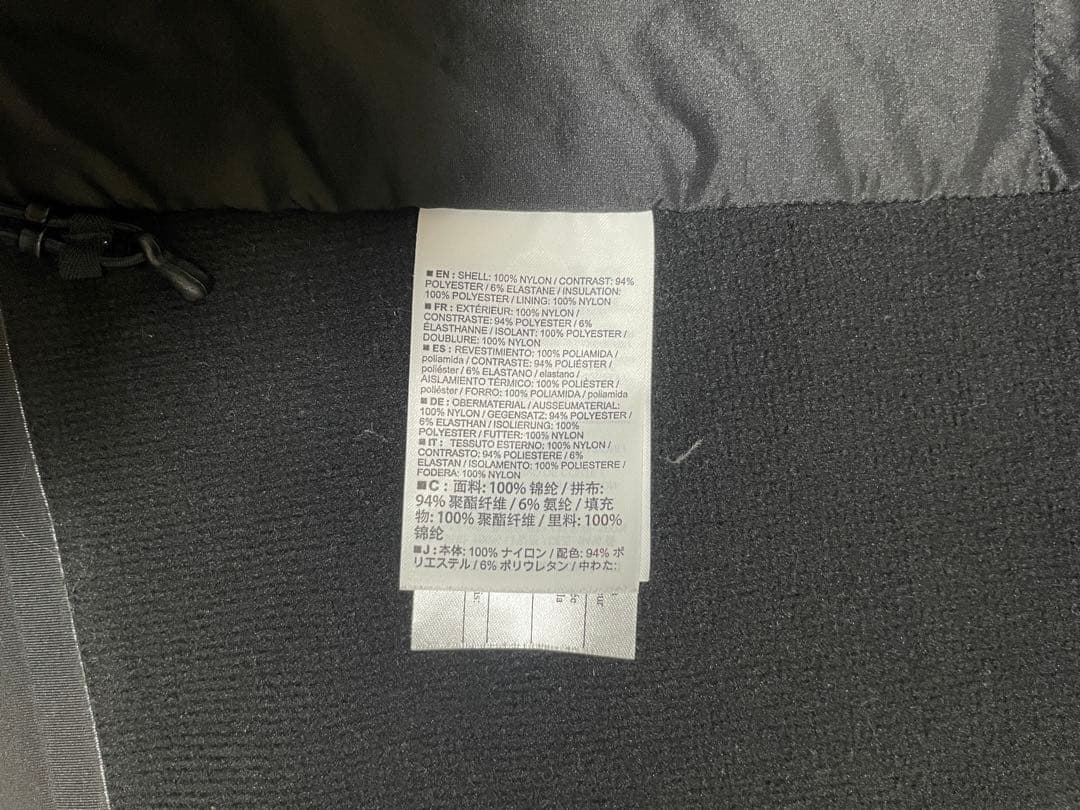 ■ EN : SHELL: 100% NYLON / CONTRAST: 94%
POLYESTER / 6% ELASTANE / INSULATION:
100% POLYESTER / LINING: 100% NYLON
■ FR : EXTÉRIEUR: 100% NYLON /
CONSTRASTE: 94% POLYESTER / 6%
ÉLASTHANNE / ISOLANT: 100% POLYESTER /
DOUBLURE: 100% NYLON
■ ES : REVESTIMIENTO: 100% POLIAMIDA /
poliamida / CONTRASTE: 94% POLIÉSTER /
poliéster / 6% ELASTANO / elastano /
AISLAMIENTO TÉRMICO: 100% POLIÉSTER /
poliéster / FORRO: 100% POLIAMIDA / poliamida
■ DE : OBERMATERIAL / AUSSEUMATERIAL:
100% NYLON / GEGENSATZ: 94% POLYESTER /
6% ELASTHAN / ISOLIERUNG: 100%
POLYESTER / FUTTER: 100% NYLON
■ IT : TESSUTO ESTERNO: 100% NYLON /
CONTRASTO: 94% POLIESTERE / 6%
ELASTAN / ISOLAMENTO: 100% POLIESTERE /
FODERA: 100% NYLON
■ C : 面料: 100% 锦纶 / 拼布:
94% 聚酯纤维 / 6% 氨纶 / 填充
物: 100% 聚酯纤维 / 里料: 100%
锦纶
■ J : 本体: 100% ナイロン / 配色: 94% ポ
リエステル / 6% ポリウレタン / 中わた: